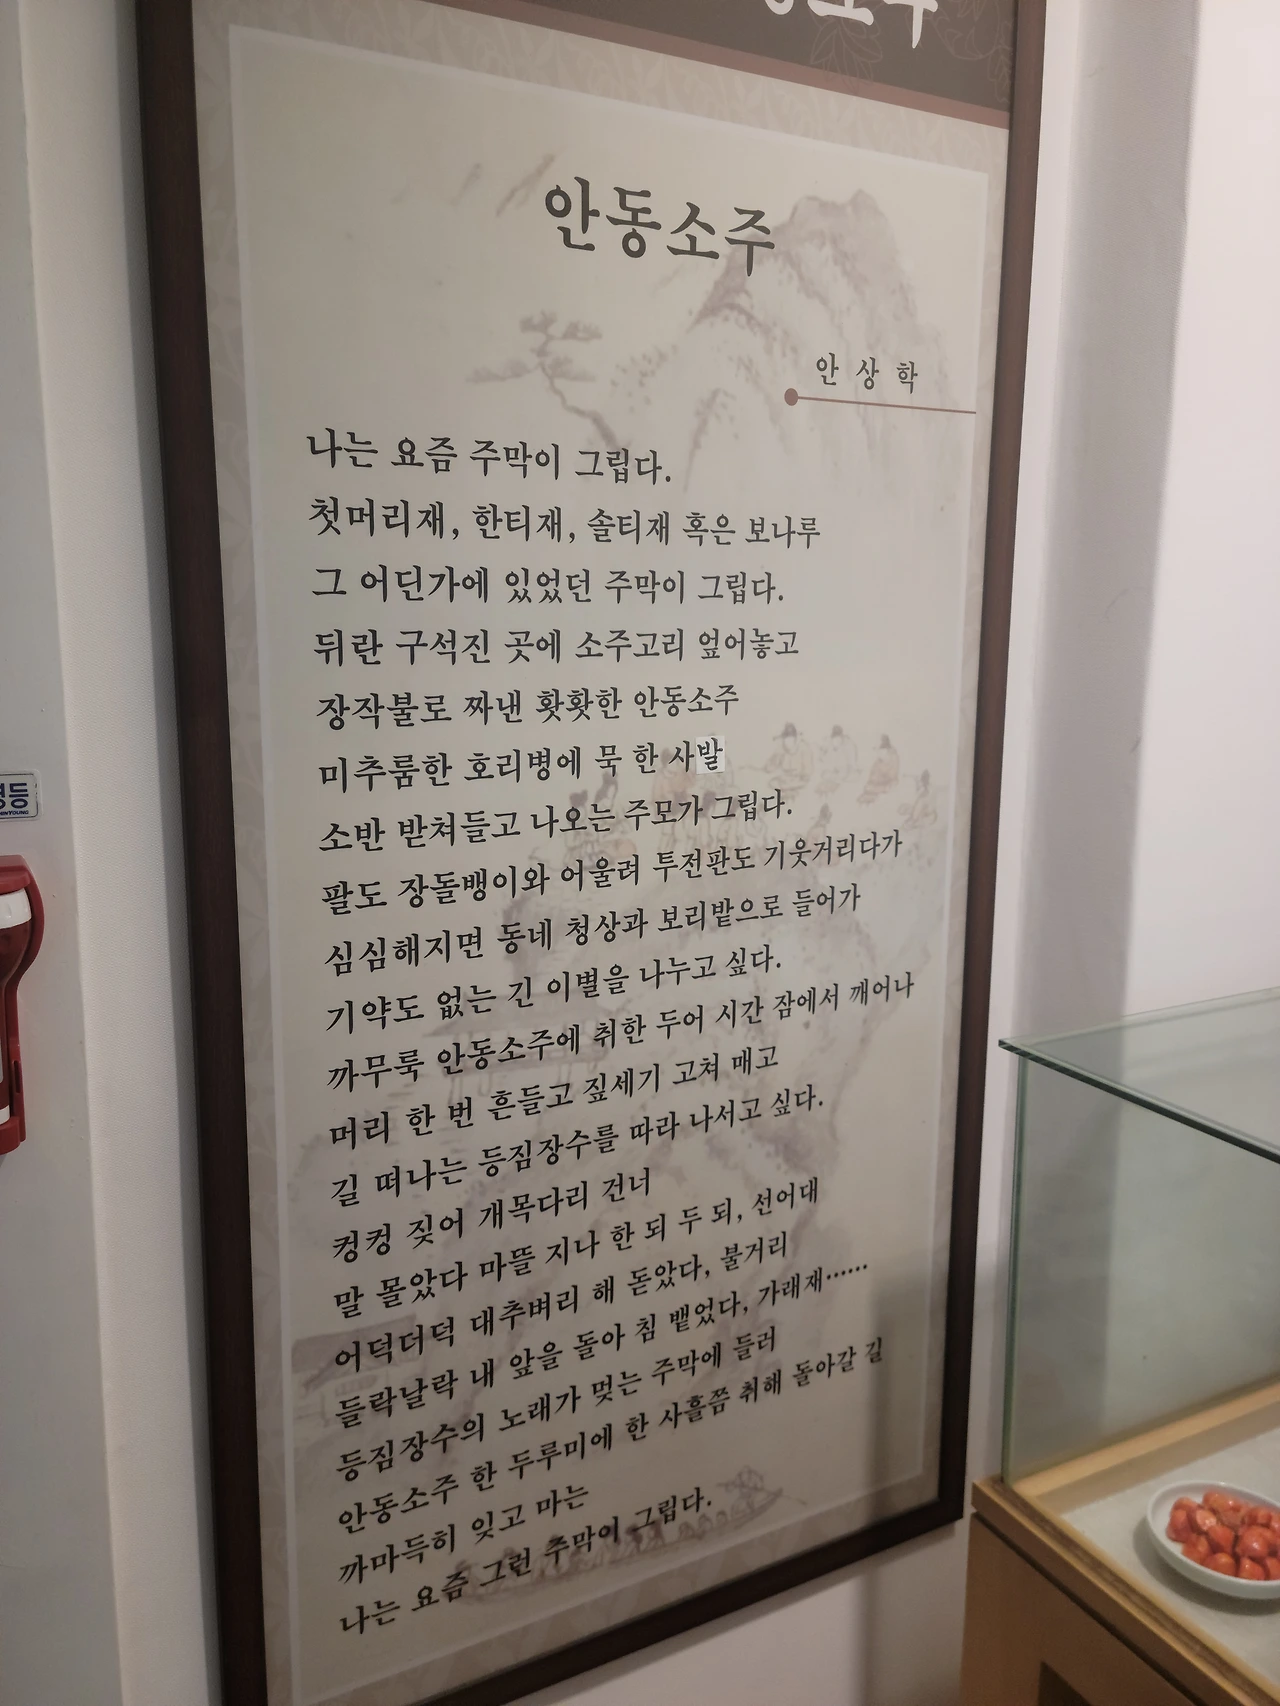 안동소주
안상학
나는 요즘 주막이 그립다.
첫머리재, 한티재, 솔티재 혹은 보나루
그 어딘가에 있었던 주막이 그립다.
뒤란 구석진 곳에 소주고리 엎어놓고
장작불로 짜낸 홧홧한 안동소주
미추룸한 호리병에 묵 한 사발
소반 받쳐들고 나오는 주모가 그립다.
팔도 장돌뱅이와 어울려 투전판도 기웃거리다가
심심해지면 동네 청상과 보리밭으로 들어가
기약도 없는 긴 이별을 나누고 싶다.
까무룩 안동소주에 취한 두어 시간 잠에서 깨어나
머리 한 번 흔들고 짚세기 고쳐 매고
길 떠나는 등짐장수를 따라 나서고 싶다.
컹컹 짖어 개목다리 건너
말 몰았다 마뜰 지나 한 되 두 되, 선어대
어덕더덕 대추벼리 해 돋았다, 불거리
들락날락 내 앞을 돌아 침 뱉었다, 가래재……
등짐장수의 노래가 멎는 주막에 들러
안동소주 한 두루미에 한 사흘쯤 취해 돌아갈 길
까마득히 잊고 마는
나는 요즘 그런 주막이 그립다.